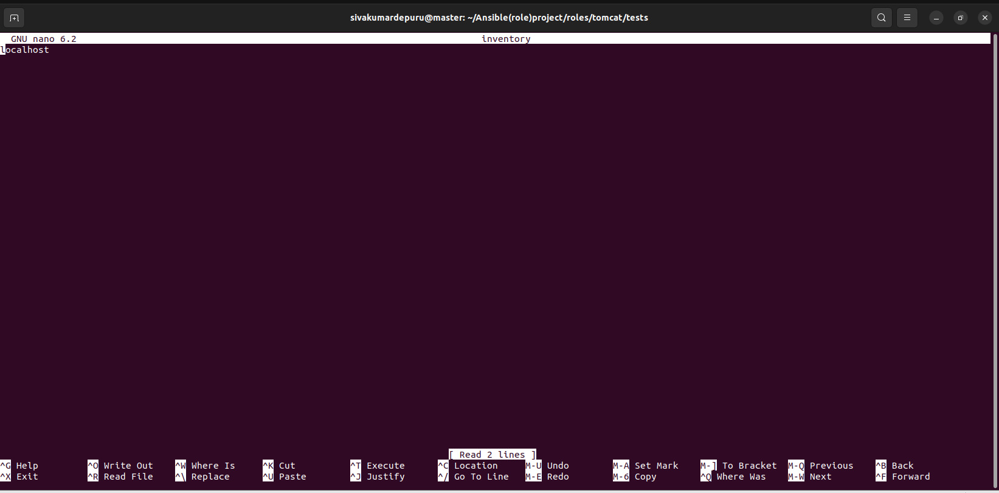 sivakumardepuru@master: ~/Ansible(role)project/roles/tomcat/tests
GNU nano 6.2 inventory
localhost
[ Read 2 lines ]
^G Help ^O Write Out ^W Where Is ^K Cut ^T Execute ^C Location M-U Undo M-A Set Mark M-] To Bracket M-Q Previous ^B Back
^X Exit ^R Read File ^\ Replace ^U Paste ^J Justify ^/ Go To Line M-E Redo M-6 Copy ^Q Where Was M-W Next ^F Forward